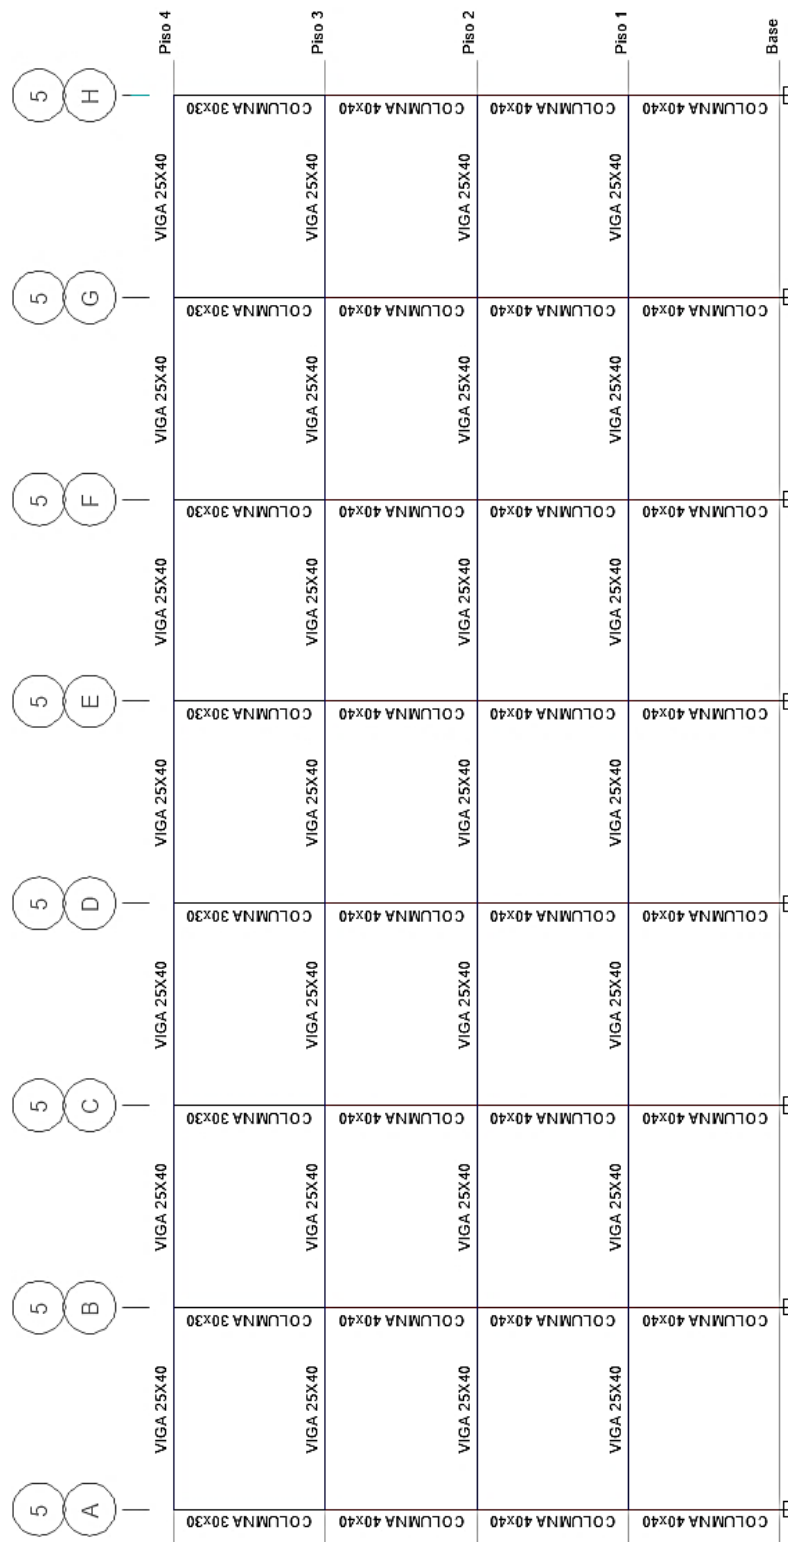 5 5 5 5 5 5 5 5
A B C D E F G H
VIGA 25X40 VIGA 25X40 VIGA 25X40 VIGA 25X40 VIGA 25X40 VIGA 25X40 VIGA 25X40 Piso 4
COLUMNA 30x30 COLUMNA 30x30 COLUMNA 30x30 COLUMNA 30x30 COLUMNA 30x30 COLUMNA 30x30 COLUMNA 30x30 COLUMNA 30x30
VIGA 25X40 VIGA 25X40 VIGA 25X40 VIGA 25X40 VIGA 25X40 VIGA 25X40 VIGA 25X40 Piso 3
COLUMNA 40x40 COLUMNA 40x40 COLUMNA 40x40 COLUMNA 40x40 COLUMNA 40x40 COLUMNA 40x40 COLUMNA 40x40 COLUMNA 40x40
VIGA 25X40 VIGA 25X40 VIGA 25X40 VIGA 25X40 VIGA 25X40 VIGA 25X40 VIGA 25X40 Piso 2
COLUMNA 40x40 COLUMNA 40x40 COLUMNA 40x40 COLUMNA 40x40 COLUMNA 40x40 COLUMNA 40x40 COLUMNA 40x40 COLUMNA 40x40
VIGA 25X40 VIGA 25X40 VIGA 25X40 VIGA 25X40 VIGA 25X40 VIGA 25X40 VIGA 25X40 Piso 1
COLUMNA 40x40 COLUMNA 40x40 COLUMNA 40x40 COLUMNA 40x40 COLUMNA 40x40 COLUMNA 40x40 COLUMNA 40x40 COLUMNA 40x40
Base